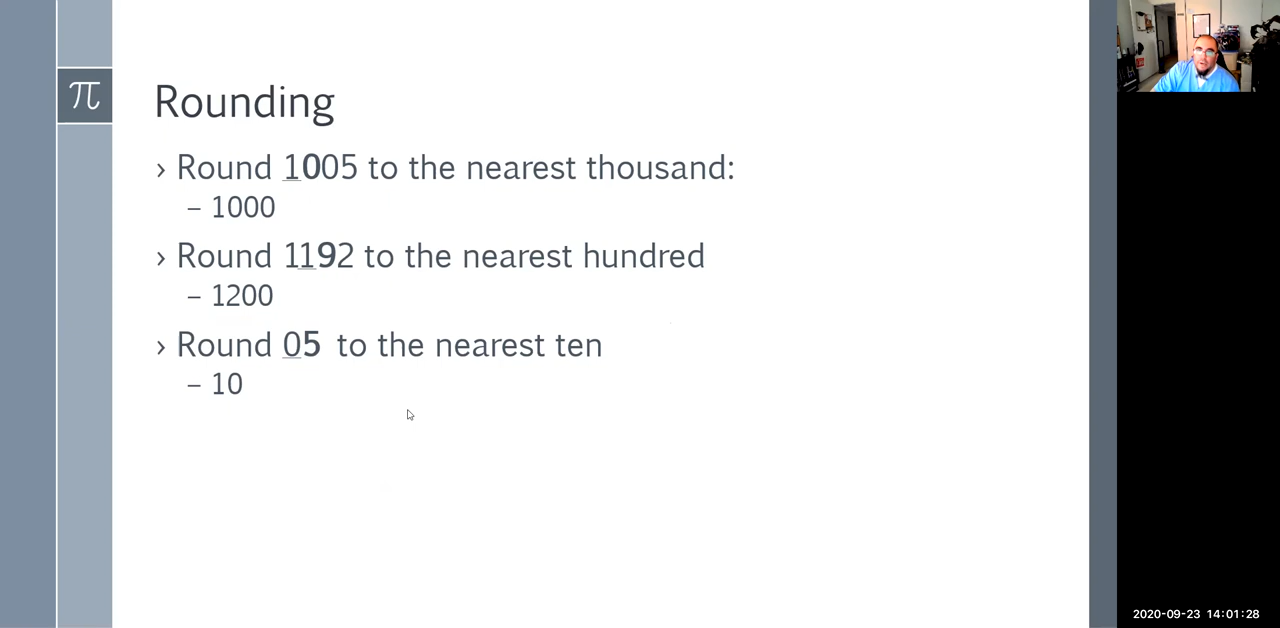 π
Rounding
› Round 1005 to the nearest thousand:
– 1000
› Round 1192 to the nearest hundred
– 1200
› Round 05 to the nearest ten
– 10
2020-09-23 14:01:28